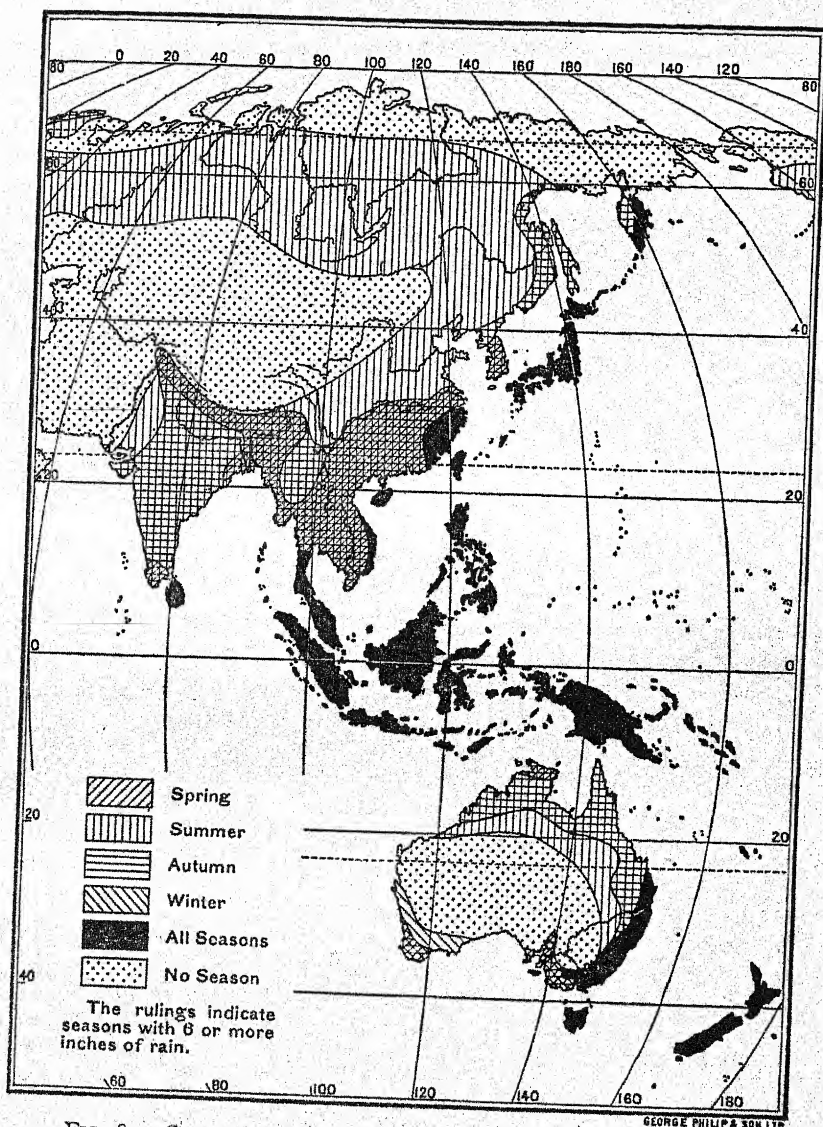 80 0 20 40 60 80 100 120 140 160 180 160 140 120 80
60 60
40 40
20 20
0 0
Spring
20 Summer 20
Autumn
Winter
All Seasons
40 No Season
The rulings indicate
seasons with 6 or more
inches of rain.
60 80 100 120 140 160 180
GEORGE PHILIP & SON LTD